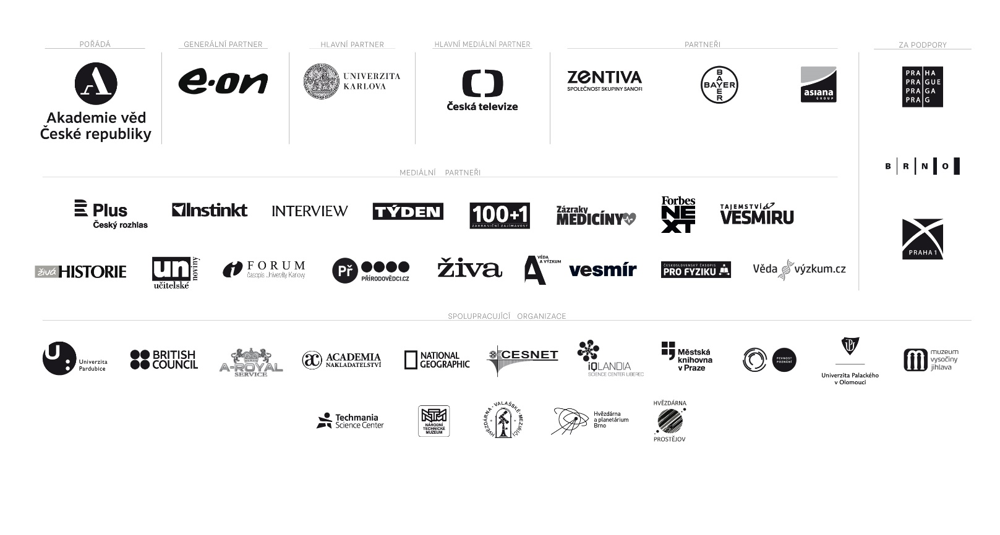 POŘÁDÁ
Akademie věd
České republiky
GENERÁLNÍ PARTNER
e·on
HLAVNÍ PARTNER
UNIVERZITA
KARLOVA
HLAVNÍ MEDIÁLNÍ PARTNER
Česká televize
PARTNEŘI
ZENTIVA
SPOLEČNOST SKUPINY SANOFI
BAYER
BAYER
asiana
GROUP
ZA PODPORY
PRA HA
PRA GUE
PRA GA
PRA G
BRNO
PRAHA 1
MEDIÁLNÍ PARTNEŘI
Plus
Český rozhlas
Instinkt
INTERVIEW
TÝDEN
100+1
ZAHRANIČNÍ ZAJÍMAVOST
Zázraky
MEDICÍNY
Forbes
NE
XT
TAJEMSTVÍ
VESMÍRU
živá HISTORIE
un
noviny
učitelské
FORUM
časopis Univerzity Karlovy
Př
PŘÍRODOVĚDCI.CZ
živa
A
VĚDA
A VÝZKUM
vesmír
ČESKOSLOVENSKÝ ČASOPIS
PRO FYZIKU
Věda výzkum.cz
SPOLUPRACUJÍCÍ ORGANIZACE
U
Univerzita
Pardubice
BRITISH
COUNCIL
A-ROYAL
SERVICE
ACADEMIA
NAKLADATELSTVÍ
NATIONAL
GEOGRAPHIC
CESNET
iQLANDIA
SCIENCE CENTER LIBEREC
Městská
knihovna
v Praze
PEVNOST
POZNÁNÍ
UP
Univerzita Palackého
v Olomouci
muzeum
vysočiny
jihlava
Techmania
Science Center
NTM
NÁRODNÍ
TECHNICKÉ
MUZEUM
HVĚZDÁRNA·VALAŠSKÉ·MEZIŘÍČÍ
Hvězdárna
a planetárium
Brno
HVĚZDÁRNA
PROSTĚJOV